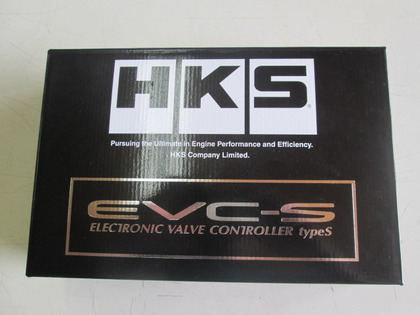 HKS®
Pursuing the Ultimate in Engine Performance and Efficiency.
HKS Company Limited.
EVC-S
ELECTRONIC VALVE CONTROLLER typeS